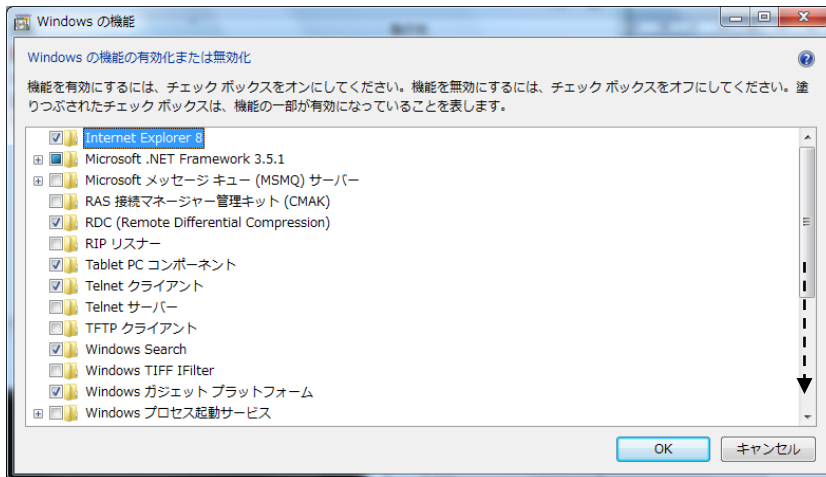 Windows の機能
Windows の機能の有効化または無効化
機能を有効にするには、チェック ボックスをオンにしてください。機能を無効にするには、チェック ボックスをオフにしてください。塗
りつぶされたチェック ボックスは、機能の一部が有効になっていることを表します。
Internet Explorer 8
Microsoft .NET Framework 3.5.1
Microsoft メッセージ キュー (MSMQ) サーバー
RAS 接続マネージャー管理キット (CMAK)
RDC (Remote Differential Compression)
RIP リスナー
Tablet PC コンポーネント
Telnet クライアント
Telnet サーバー
TFTP クライアント
Windows Search
Windows TIFF IFilter
Windows ガジェット プラットフォーム
Windows プロセス起動サービス
OK
キャンセル